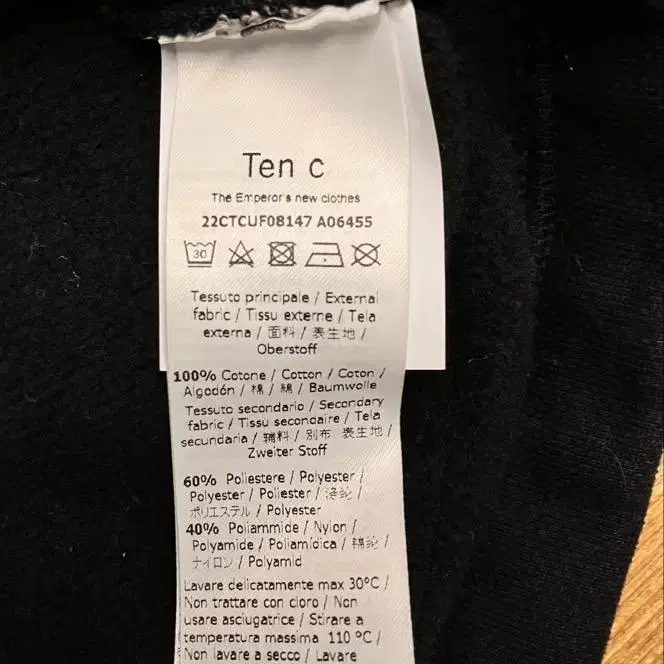 Ten c
The Emperor's new clothes
22CTCUF08147 A06455
30
Tessuto principale / External
fabric / Tissu externe / Tela
externa / 面料 / 表生地 /
Oberstoff
100% Cotone / Cotton / Coton /
Algodón / 棉 / 綿 / Baumwolle
Tessuto secondario / Secondary
fabric / Tissu secondaire / Tela
secundaria / 輔料 / 別布 表生地 /
Zweiter Stoff
60% Poliestere / Polyester /
Polyester / Poliester / 涤纶 /
ポリエステル / Polyester
40% Poliammide / Nylon /
Polyamide / Poliamídica / 锦纶 /
ナイロン / Polyamid
Lavare delicatamente max 30°C /
Non trattare con cloro / Non
usare asciugatrice / Stirare a
temperatura massima 110 °C /
Non lavare a secco / Lavare